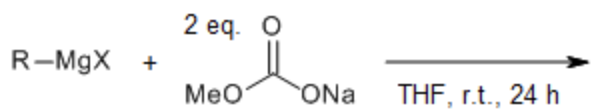 R–MgX + 2 eq. O
MeO ONa
THF, r.t., 24 h